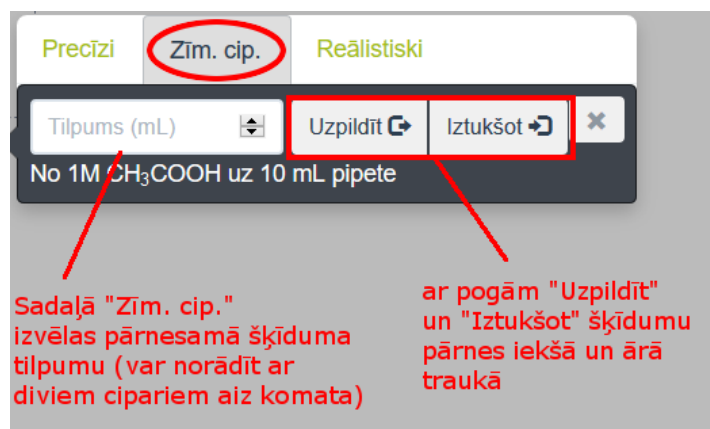 Precīzi Zīm. cip. Reālistiski
Tilpums (mL) Uzpildīt Iztukšot ×
No 1M CH₃COOH uz 10 mL pipete
Sadaļā "Zīm. cip."
izvēlas pārnesamā šķīduma
tilpumu (var norādīt ar
diviem cipariem aiz komata)
ar pogām "Uzpildīt"
un "Iztukšot" šķīdumu
pārnes iekšā un ārā
traukā